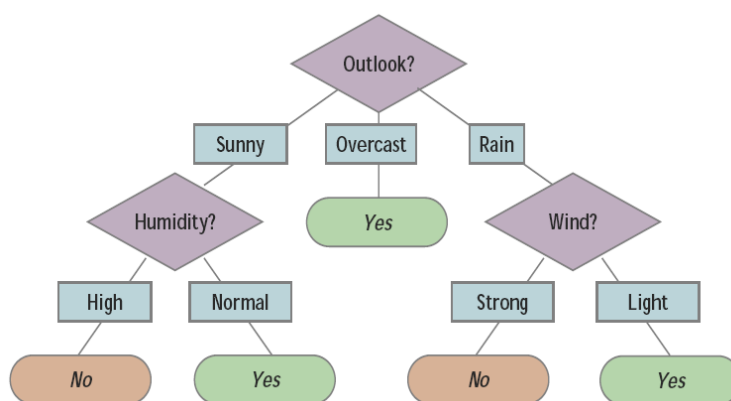 Outlook?
Sunny
Overcast
Rain
Humidity?
Yes
Wind?
High
Normal
Strong
Light
No
Yes
No
Yes